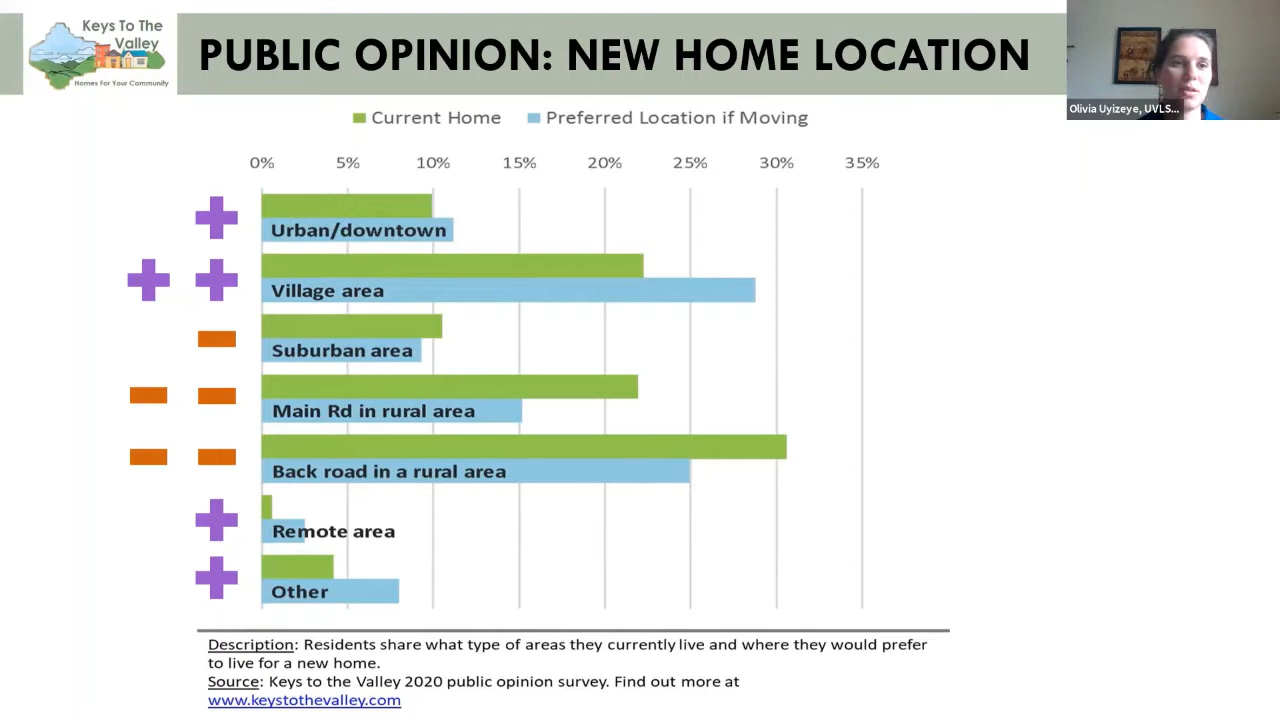 Keys To The
Valley
Homes For Your Community
PUBLIC OPINION: NEW HOME LOCATION
Olivia Uyizeye, UVLS...
Current Home Preferred Location if Moving
0% 5% 10% 15% 20% 25% 30% 35%
Urban/downtown
Village area
Suburban area
Main Rd in rural area
Back road in a rural area
Remote area
Other
Description: Residents share what type of areas they currently live and where they would prefer
to live for a new home.
Source: Keys to the Valley 2020 public opinion survey. Find out more at
www.keystothevalley.com